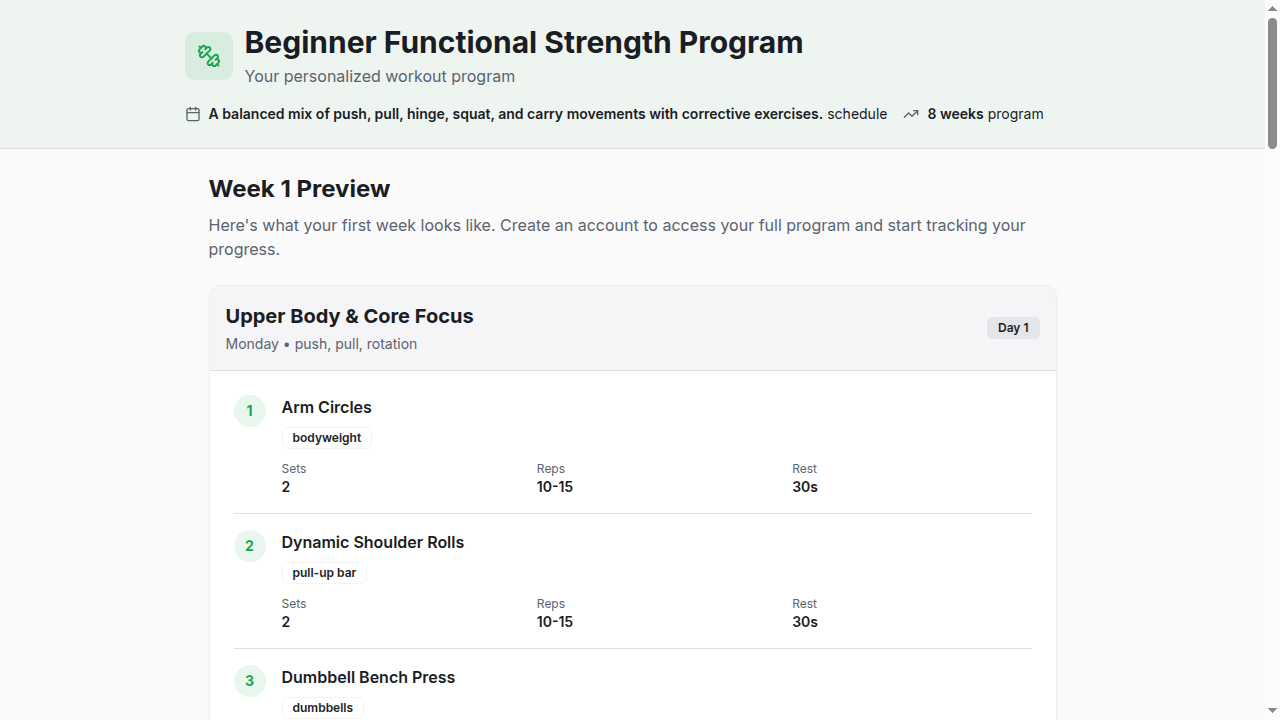 Beginner Functional Strength Program
Your personalized workout program
A balanced mix of push, pull, hinge, squat, and carry movements with corrective exercises. schedule
8 weeks program
Week 1 Preview
Here's what your first week looks like. Create an account to access your full program and start tracking your
progress.
Upper Body & Core Focus
Monday • push, pull, rotation
Day 1
1
Arm Circles
bodyweight
Sets
Reps
Rest
2
10-15
30s
2
Dynamic Shoulder Rolls
pull-up bar
Sets
Reps
Rest
2
10-15
30s
3
Dumbbell Bench Press
dumbbells